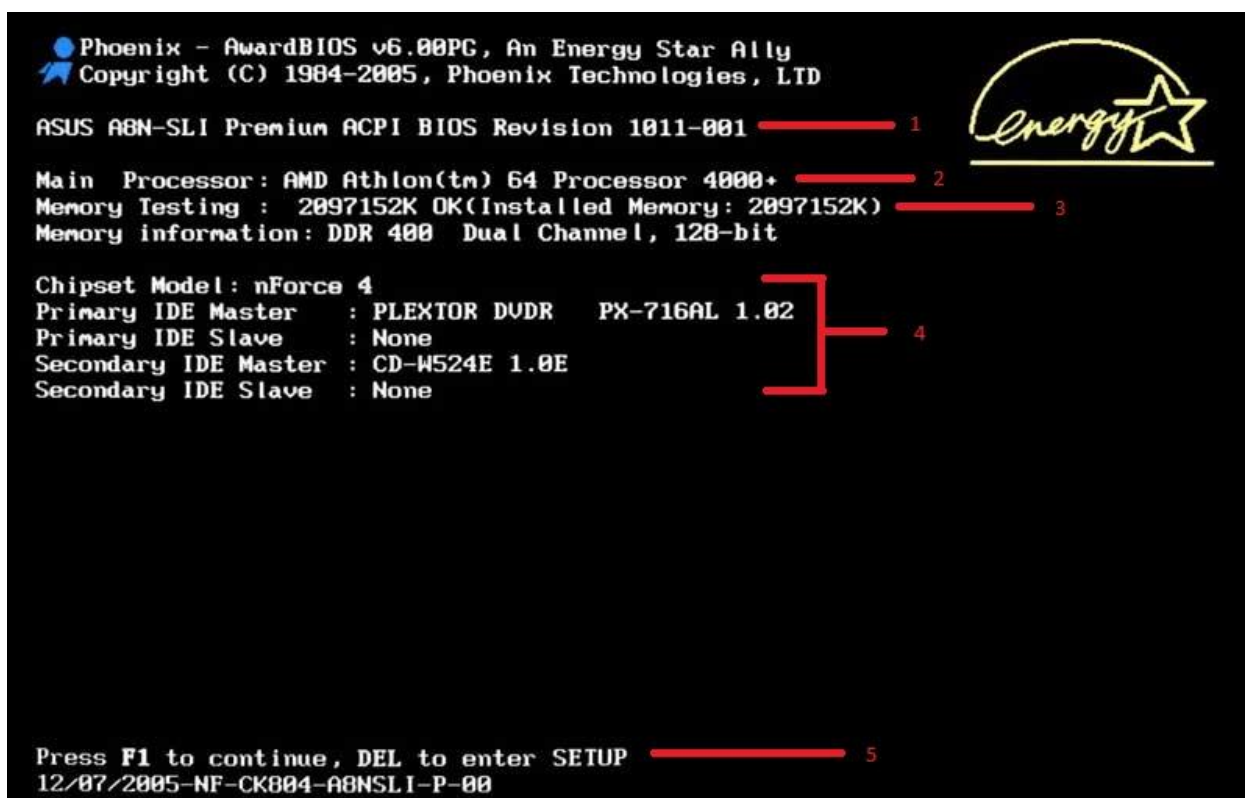 Phoenix - AwardBIOS v6.00PG, An Energy Star Ally
Copyright (C) 1984-2005, Phoenix Technologies, LTD
energy
ASUS A8N-SLI Premium ACPI BIOS Revision 1011-001 1
Main Processor: AMD Athlon(tm) 64 Processor 4000+ 2
Memory Testing : 2097152K OK(Installed Memory: 2097152K) 3
Memory information: DDR 400 Dual Channel, 128-bit
Chipset Model: nForce 4
Primary IDE Master : PLEXTOR DVDR PX-716AL 1.02
Primary IDE Slave : None 4
Secondary IDE Master : CD-W524E 1.0E
Secondary IDE Slave : None
Press F1 to continue, DEL to enter SETUP 5
12/07/2005-NF-CK804-A8NSLI-P-00